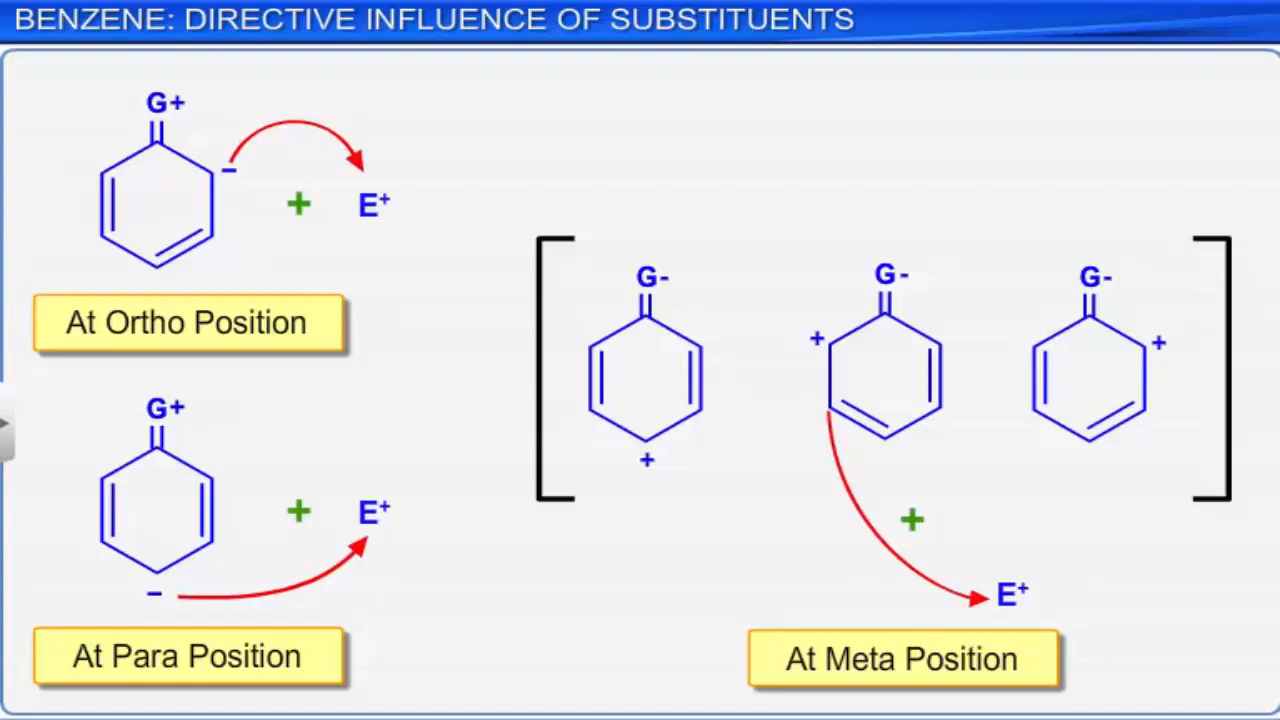 BENZENE: DIRECTIVE INFLUENCE OF SUBSTITUENTS
G+
−
+ E⁺
At Ortho Position
G+
+ E⁺
−
At Para Position
G- G- G-
+ +
+
+
E⁺
At Meta Position